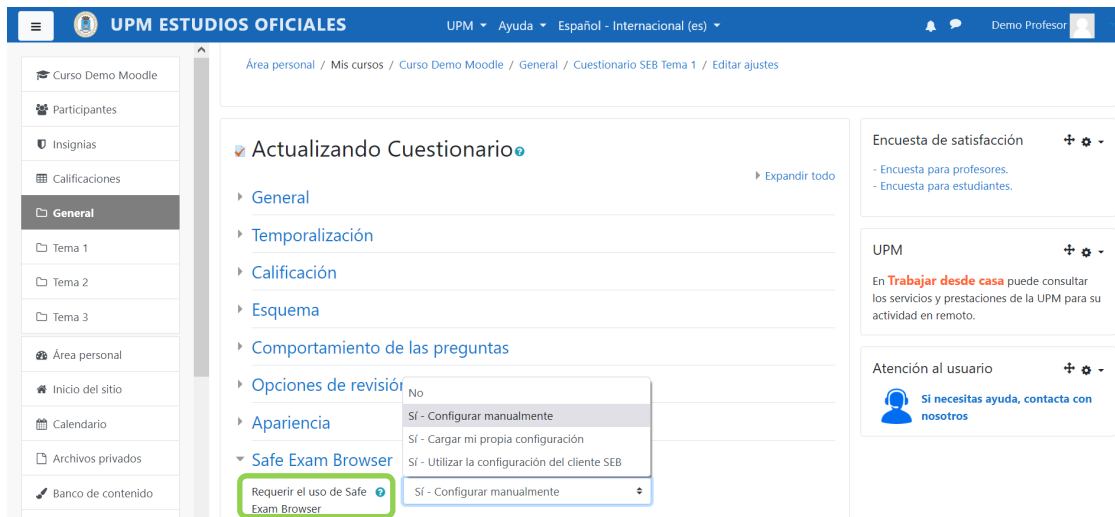 UPM ESTUDIOS OFICIALES
UPM Ayuda Español - Internacional (es)
Demo Profesor
Curso Demo Moodle
Participantes
Insignias
Calificaciones
General
Tema 1
Tema 2
Tema 3
Área personal
Inicio del sitio
Calendario
Archivos privados
Banco de contenido
Área personal / Mis cursos / Curso Demo Moodle / General / Cuestionario SEB Tema 1 / Editar ajustes
Actualizando Cuestionario
Expandir todo
General
Temporalización
Calificación
Esquema
Comportamiento de las preguntas
Opciones de revisión
Apariencia
Safe Exam Browser
No
Sí - Configurar manualmente
Sí - Cargar mi propia configuración
Sí - Utilizar la configuración del cliente SEB
Requerir el uso de Safe
Exam Browser
Sí - Configurar manualmente
Encuesta de satisfacción
- Encuesta para profesores.
- Encuesta para estudiantes.
UPM
En Trabajar desde casa puede consultar
los servicios y prestaciones de la UPM para su
actividad en remoto.
Atención al usuario
Si necesitas ayuda, contacta con
nosotros